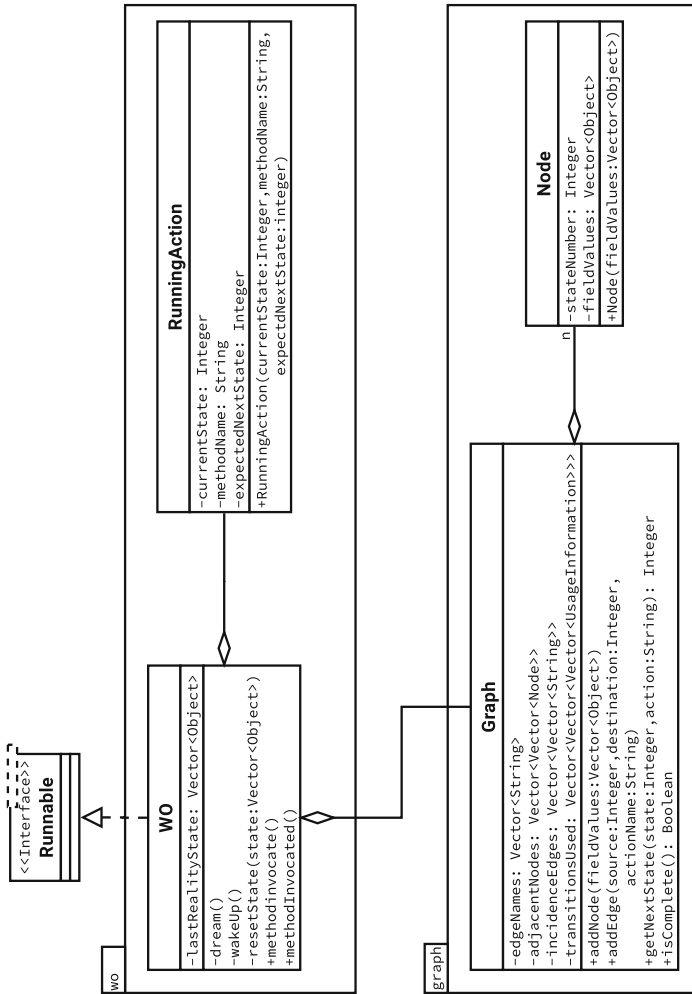 <<Interface>>
Runnable
wo
WO
-lastRealityState: Vector<Object>
-dream()
-wakeUp()
-resetState(state:Vector<Object>)
+methodinvocate()
+methodInvocated()
RunningAction
-currentState: Integer
-methodName: String
-expectedNextState: Integer
+RunningAction(currentState:Integer,methodName:String,
expectdNextState:integer)
graph
Graph
-edgeNames: Vector<String>
-adjacentNodes: Vector<Vector<Node>>
-incidenceEdges: Vector<Vector<String>>
-transitionsUsed: Vector<Vector<Vector<UsageInformation>>>
+addNode(fieldValues:Vector<Object>)
+addEdge(source:Integer,destination:Integer,
actionName:String)
+getNextState(state:Integer,action:String): Integer
+isComplete(): Boolean
n
Node
-stateNumber: Integer
-fieldValues: Vector<Object>
+Node(fieldValues:Vector<Object>)